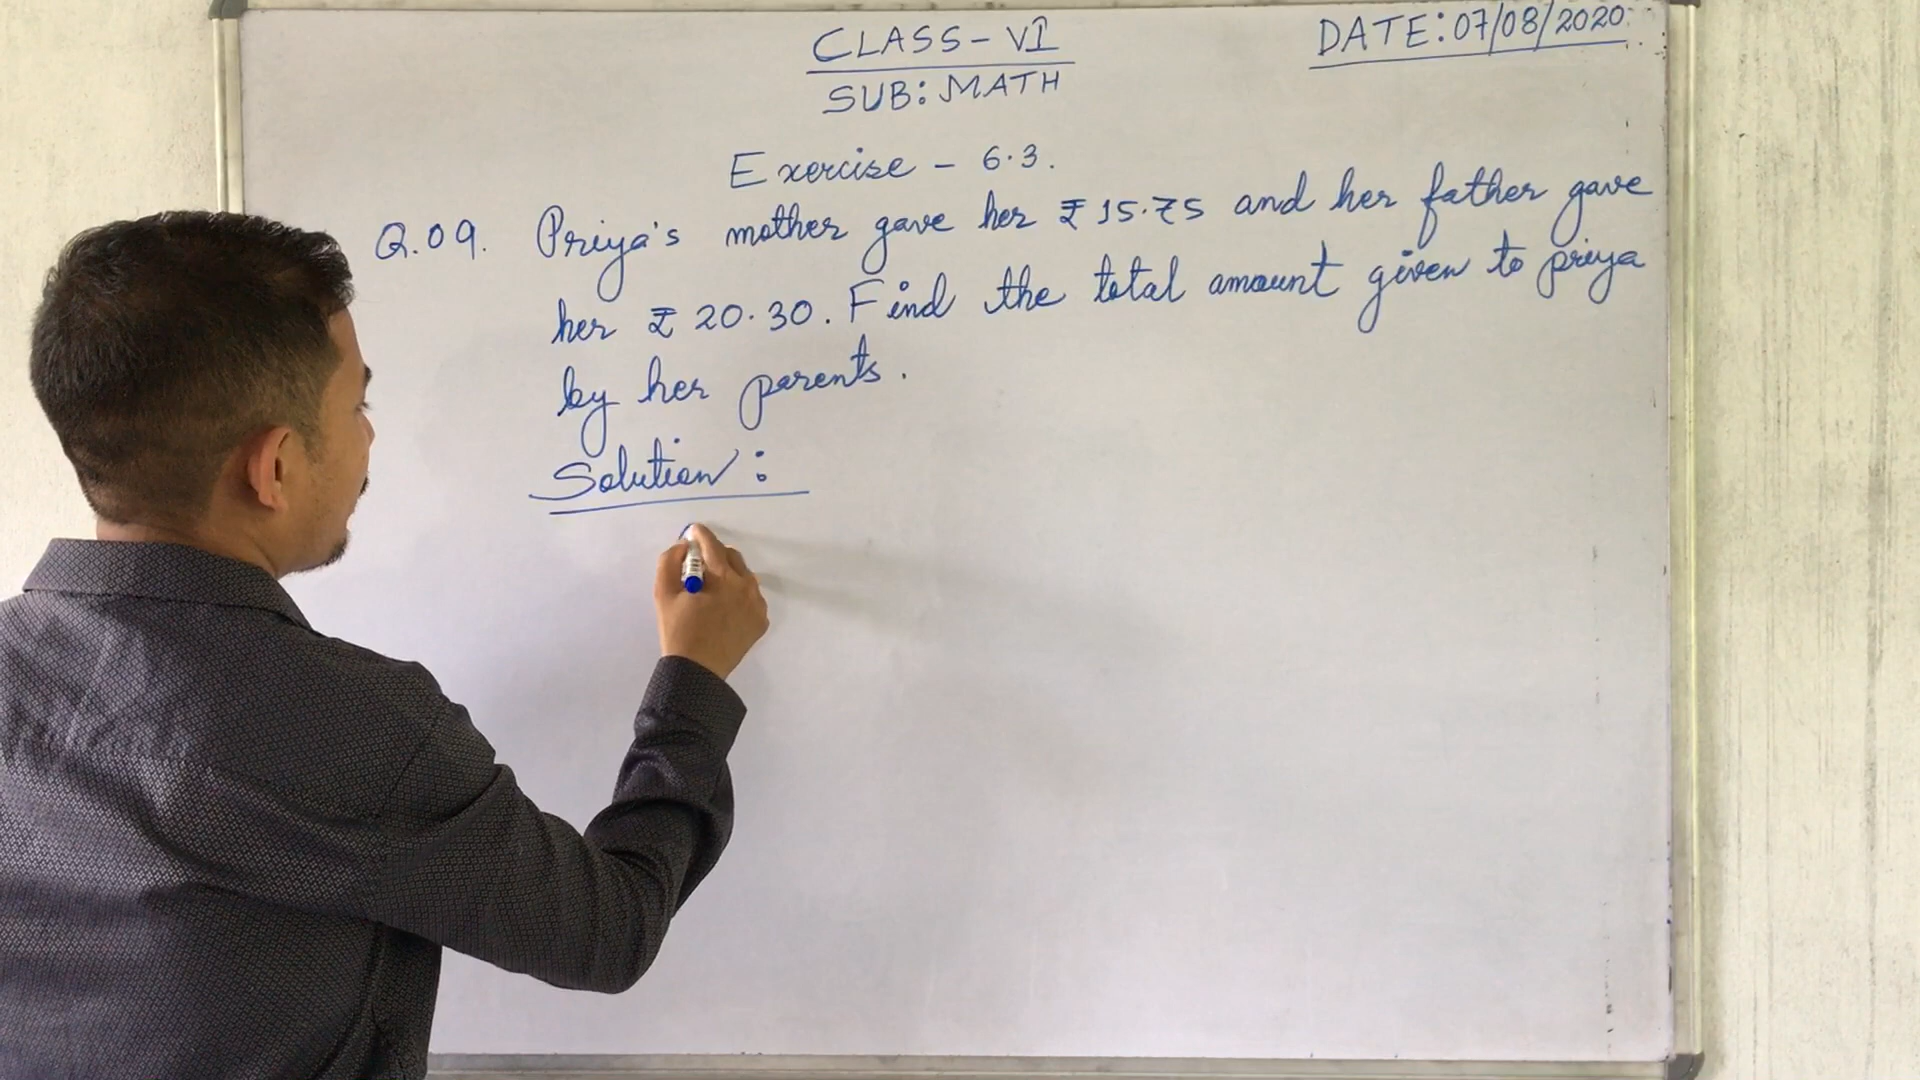 CLASS-VI
DATE:07/08/2020
SUB: MATH
Exercise - 6.3.
Q.09. Priya's mother gave her ₹ 15.75 and her father gave
her ₹ 20.30. Find the total amount given to priya
by her parents.
Solution: